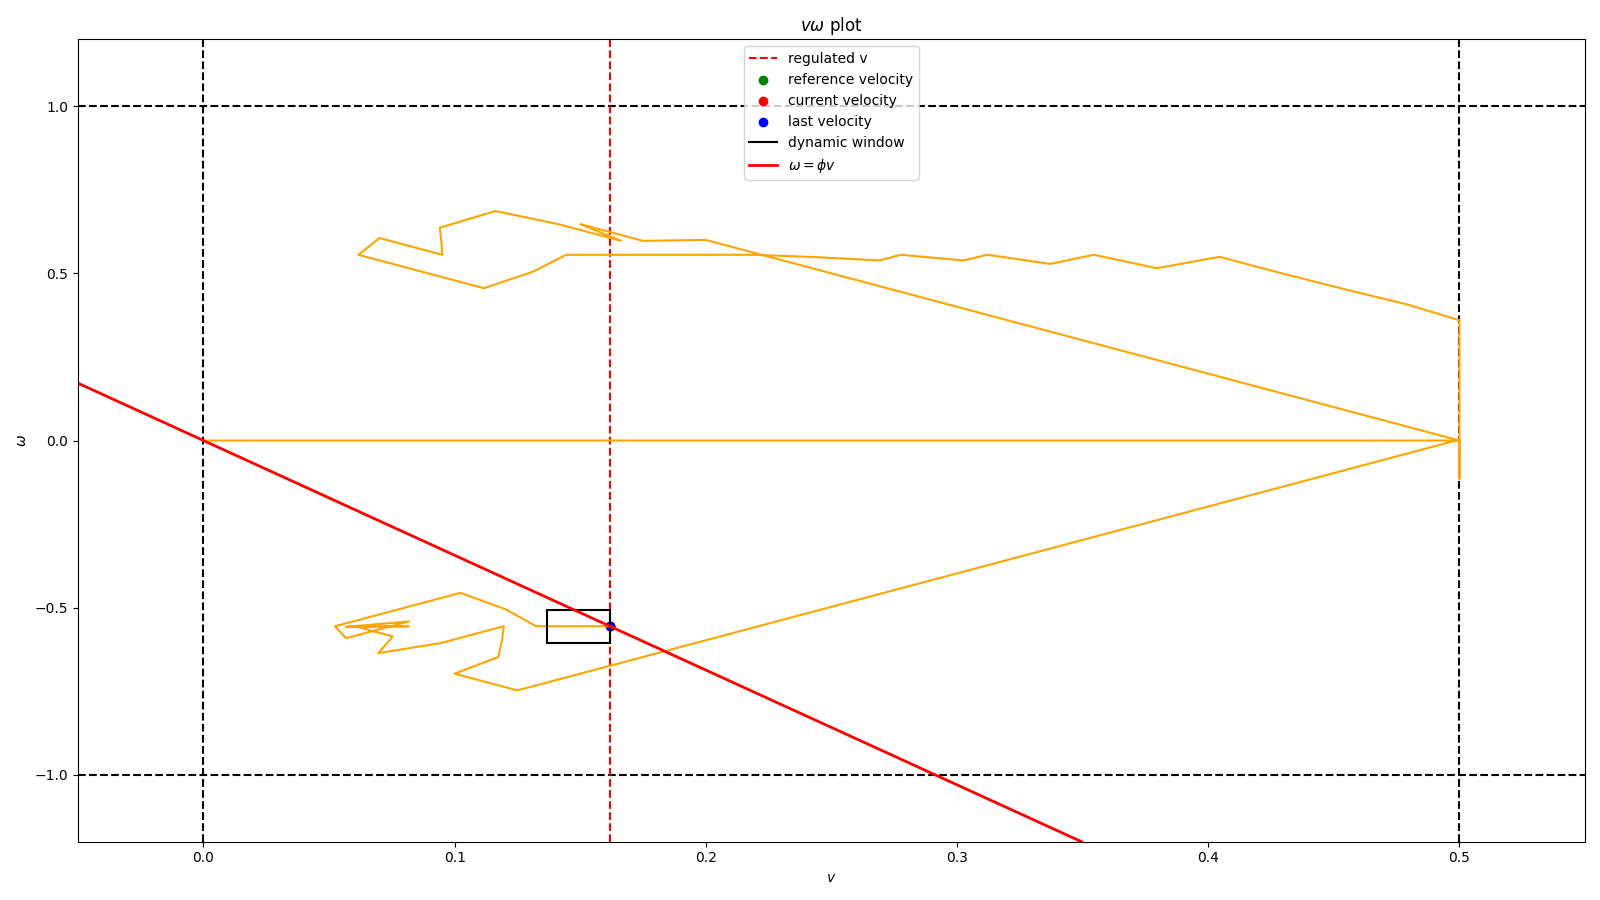 vω plot
regulated v
reference velocity
current velocity
last velocity
dynamic window
ω = ϕv
1.0
0.5
0.0
−0.5
−1.0
ω
0.0 0.1 0.2 0.3 0.4 0.5
v